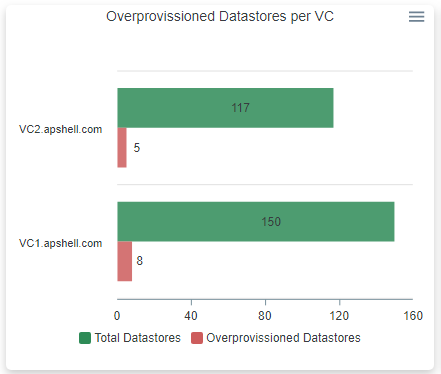 Overprovissioned Datastores per VC
VC2.apshell.com
117
5
VC1.apshell.com
150
8
0 40 80 120 160
Total Datastores Overprovissioned Datastores